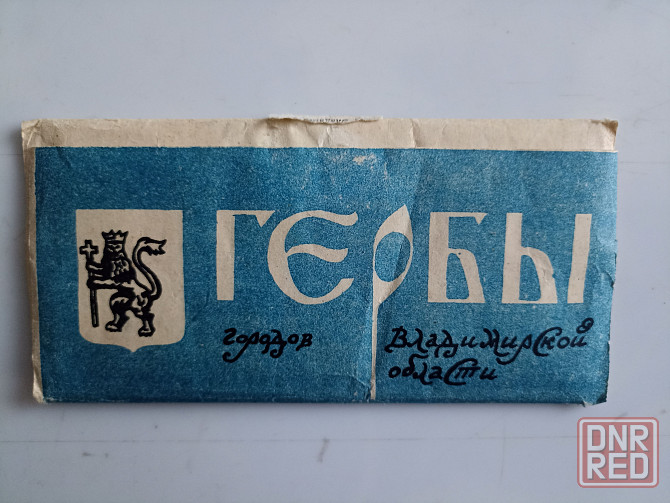 ГЕРБЫ
городов Владимирской
области
DNR
RED